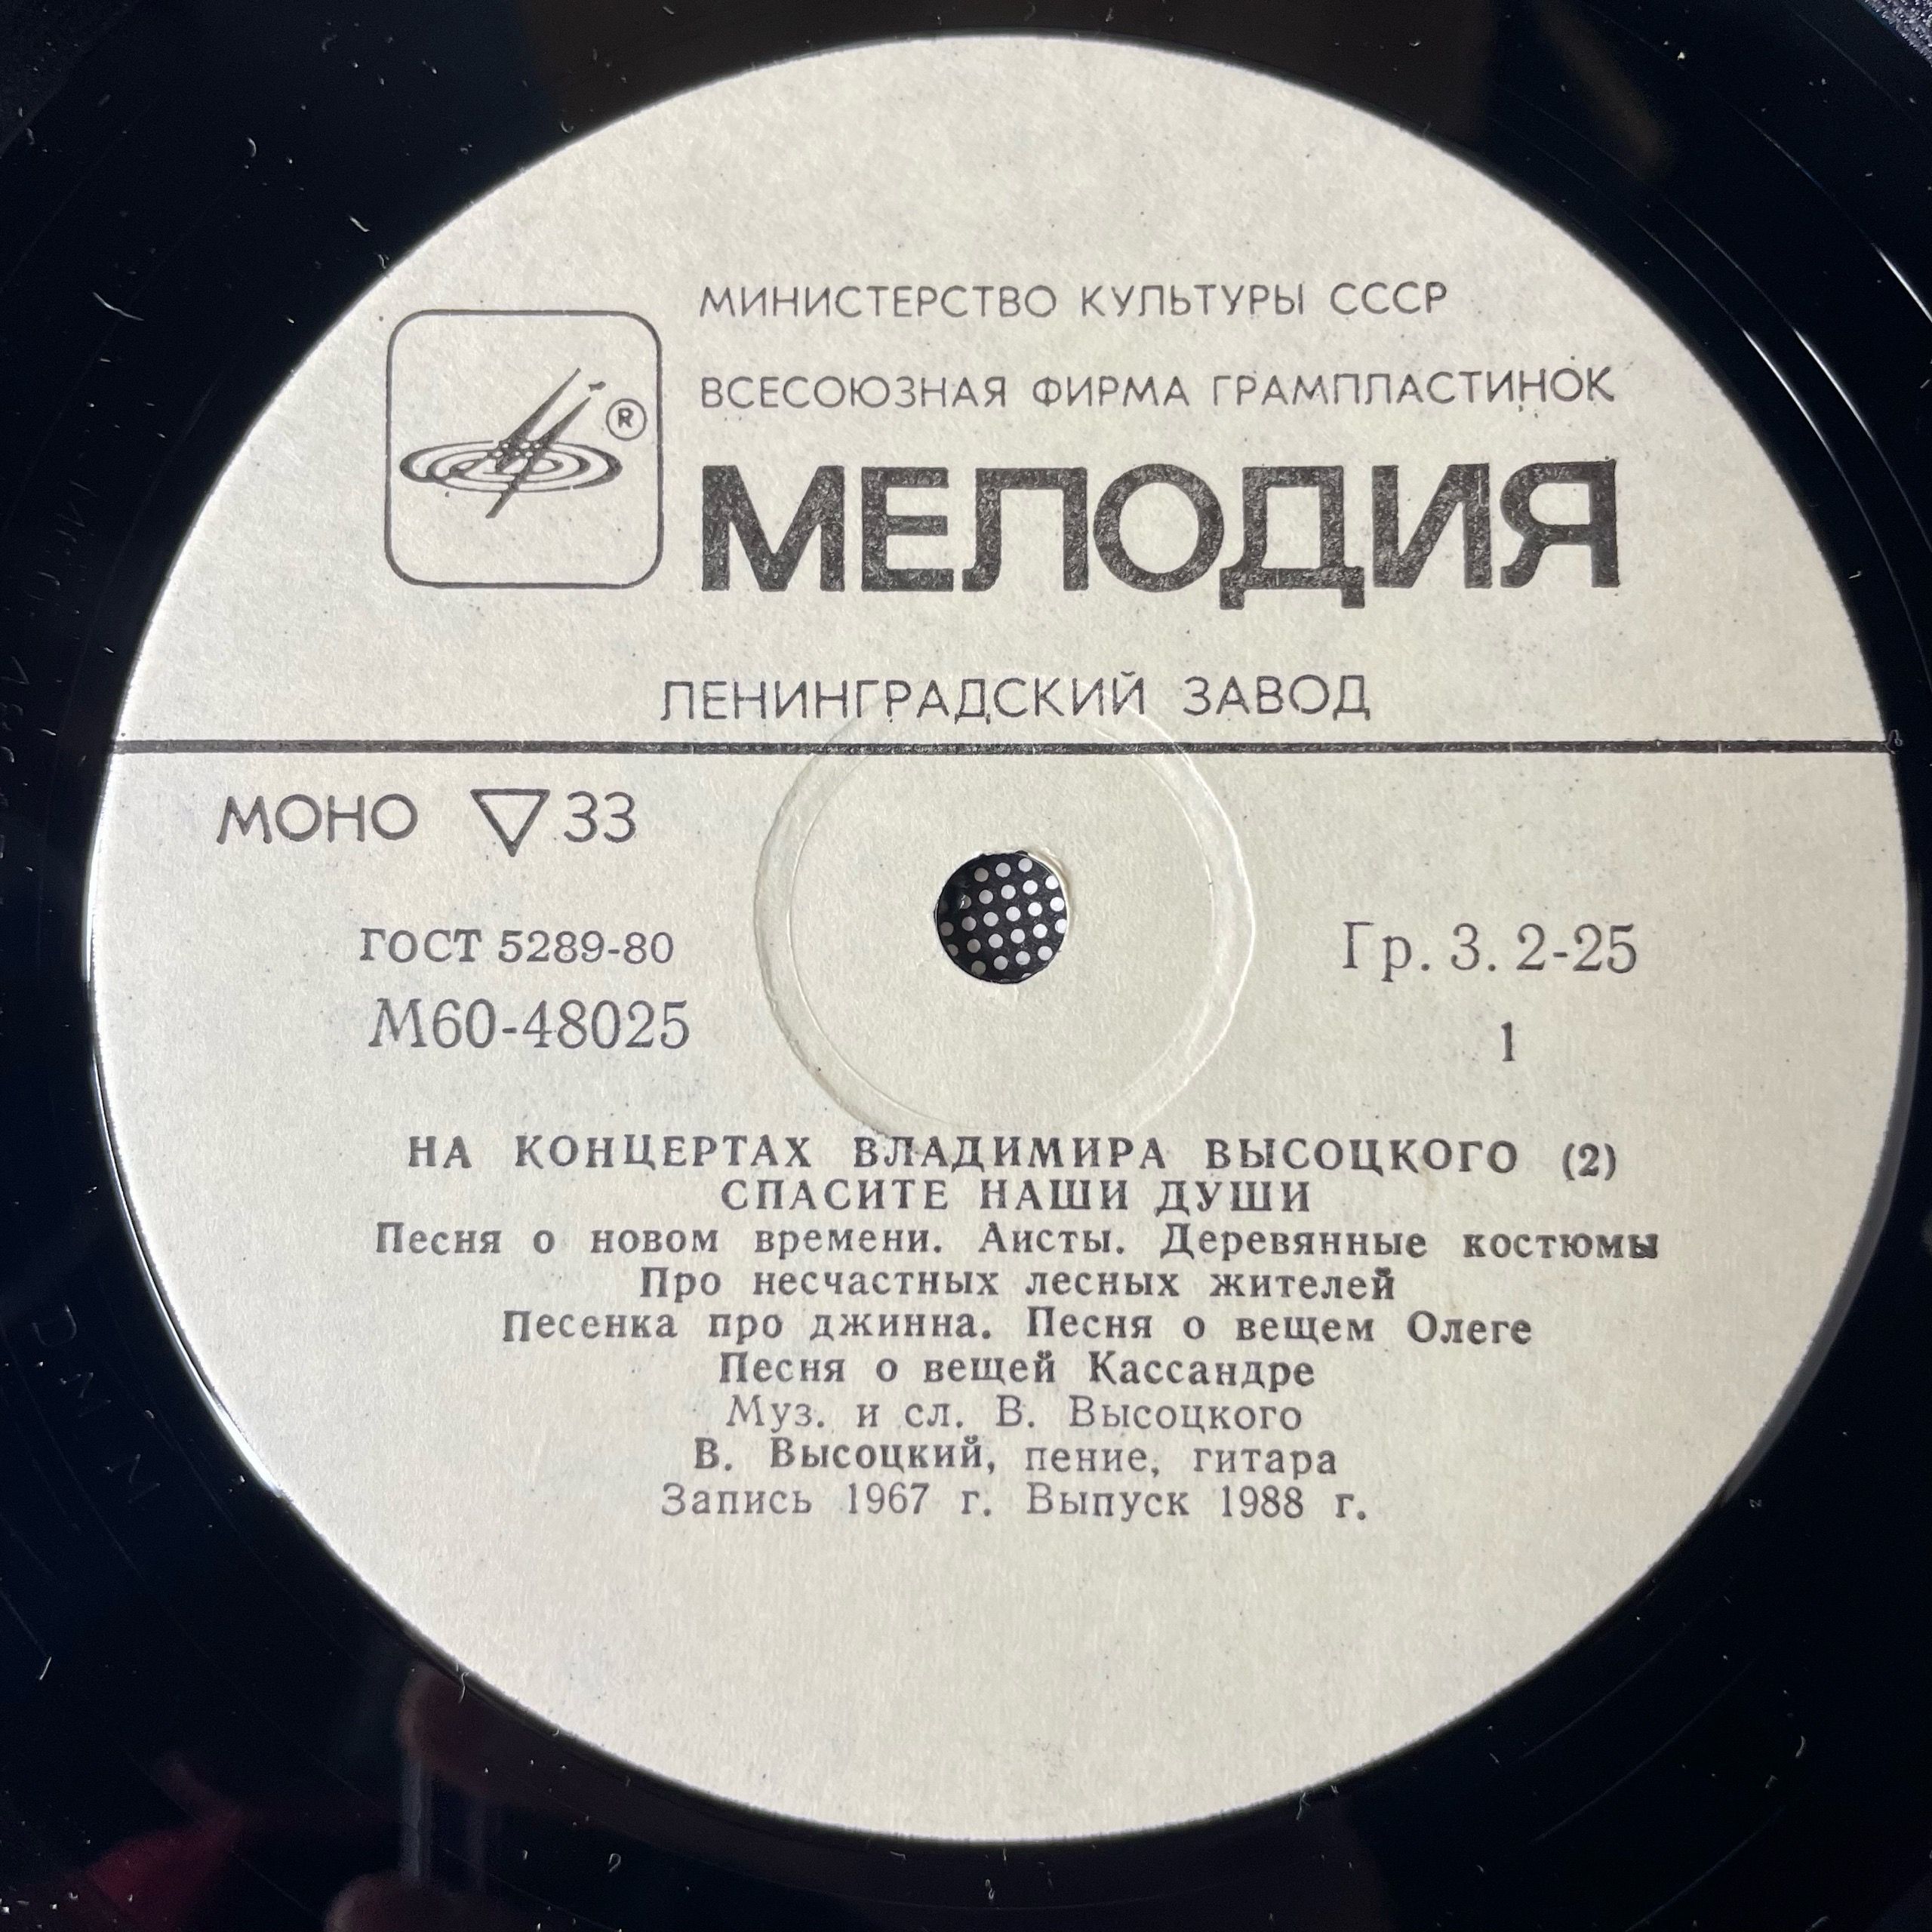 МИНИСТЕРСТВО КУЛЬТУРЫ СССР
ВСЕСОЮЗНАЯ ФИРМА ГРАМПЛАСТИНОК
®
МЕЛОДИЯ
ЛЕНИНГРАДСКИЙ ЗАВОД
МОНО ▽ 33
ГОСТ 5289-80
Гр. 3. 2-25
М60-48025
1
НА КОНЦЕРТАХ ВЛАДИМИРА ВЫСОЦКОГО (2)
СПАСИТЕ НАШИ ДУШИ
Песня о новом времени. Аисты. Деревянные костюмы
Про несчастных лесных жителей
Песенка про джинна. Песня о вещем Олеге
Песня о вещей Кассандре
Муз. и сл. В. Высоцкого
В. Высоцкий, пение, гитара
Запись 1967 г. Выпуск 1988 г.